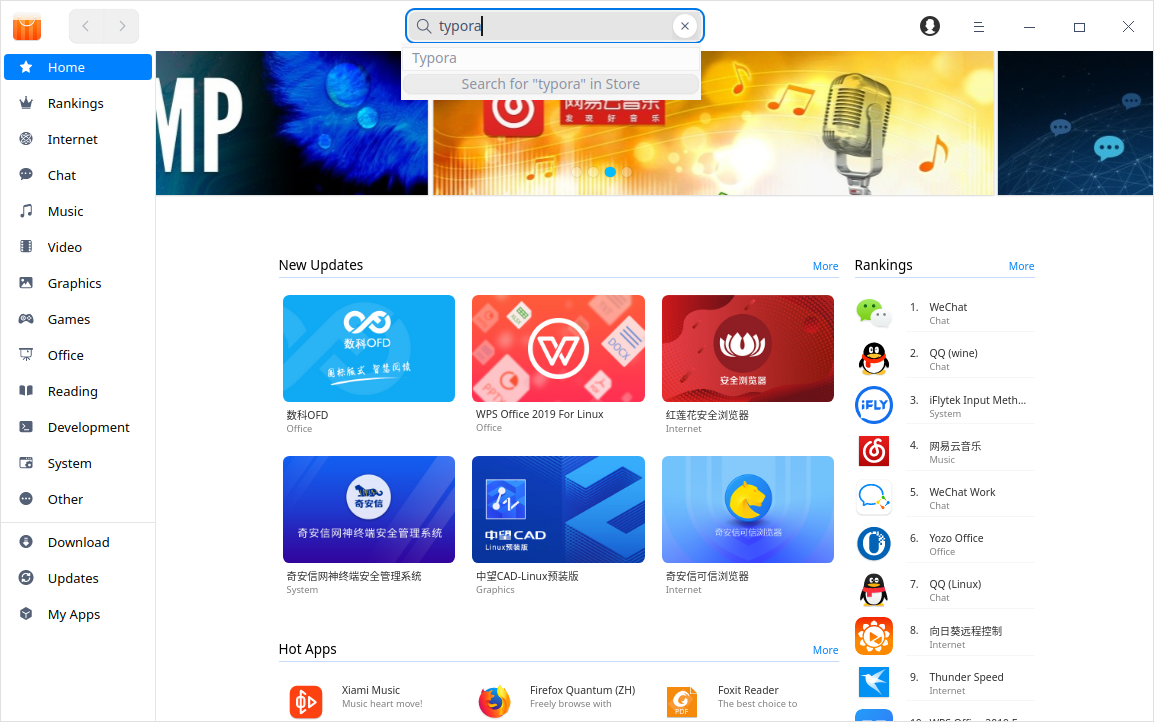 typora
Typora
Search for "typora" in Store
Home
Rankings
Internet
Chat
Music
Video
Graphics
Games
Office
Reading
Development
System
Other
Download
Updates
My Apps
MP
网易云音乐
发现好音乐
New Updates
More
数科OFD
国标版式 智慧阅读
数科OFD
Office
W
DOCX
PPTX
WPS Office 2019 For Linux
Office
安全浏览器
红莲花安全浏览器
Internet
奇安信
奇安信网神终端安全管理系统
奇安信网神终端安全管理系统
System
中望CAD
Linux预装版
中望CAD-Linux预装版
Graphics
奇安信可信浏览器
奇安信可信浏览器
Internet
Hot Apps
More
Xiami Music
Music heart move!
Firefox Quantum (ZH)
Freely browse with
PDF
Foxit Reader
The best choice to
Rankings
More
1. WeChat
Chat
2. QQ (wine)
Chat
iFLY
3. iFlytek Input Meth...
System
4. 网易云音乐
Music
5. WeChat Work
Chat
6. Yozo Office
Office
7. QQ (Linux)
Chat
8. 向日葵远程控制
Internet
9. Thunder Speed
Internet